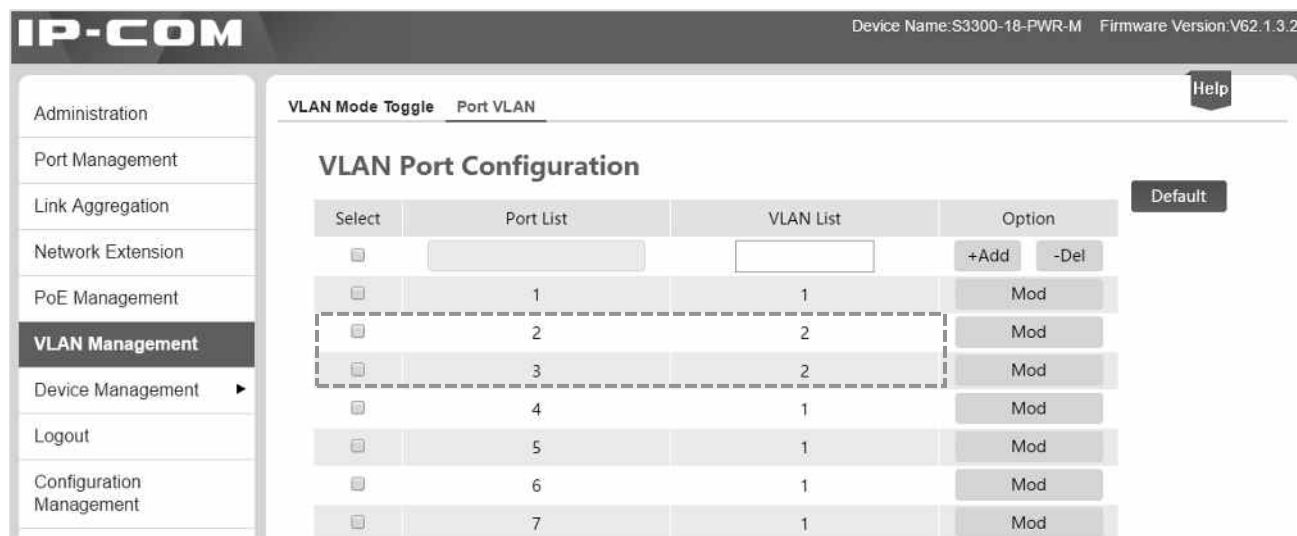 IP-COM
Device Name:S3300-18-PWR-M Firmware Version:V62.1.3.2
Administration
Port Management
Link Aggregation
Network Extension
PoE Management
VLAN Management
Device Management
Logout
Configuration
Management
Help
VLAN Mode Toggle Port VLAN
VLAN Port Configuration
Default
Select Port List VLAN List Option
+Add -Del
1 1 Mod
2 2 Mod
3 2 Mod
4 1 Mod
5 1 Mod
6 1 Mod
7 1 Mod